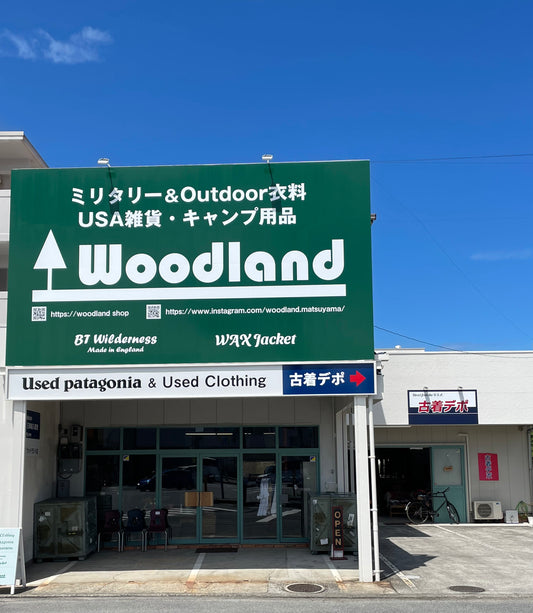 ミリタリー&Outdoor衣料
USA雑貨・キャンプ用品
Woodland
https://woodland shop
https://www.instagram.com/woodland.matsuyama/
BT Wilderness
Made in England
WAX Jacket
Used patagonia & Used Clothing
古着デポ
古着デポ
OPEN